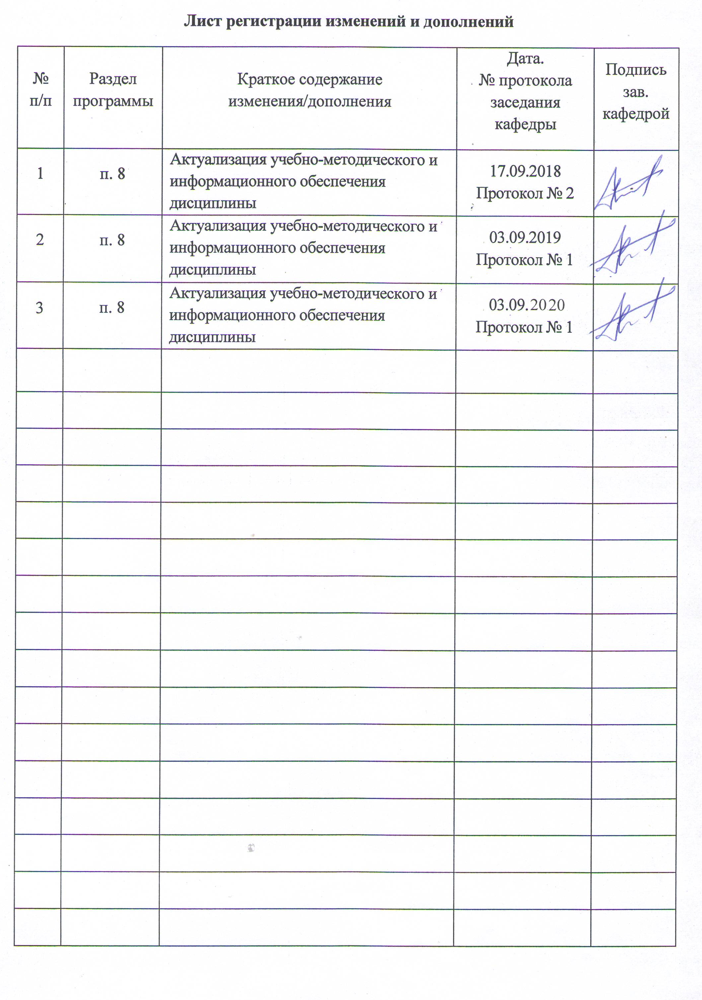 Лист регистрации изменений и дополнений
№
п/п
Раздел
программы
Краткое содержание
изменения/дополнения
Дата.
№ протокола
заседания
кафедры
Подпись
зав.
кафедрой
1
п. 8
Актуализация учебно-методического и
информационного обеспечения
дисциплины
17.09.2018
Протокол № 2
2
п. 8
Актуализация учебно-методического и
информационного обеспечения
дисциплины
03.09.2019
Протокол № 1
3
п. 8
Актуализация учебно-методического и
информационного обеспечения
дисциплины
03.09.2020
Протокол № 1